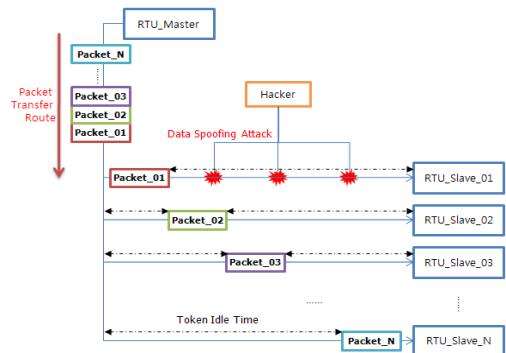 RTU_Master
Packet_N
Packet
Transfer
Route
Packet_03
Packet_02
Packet_01
Hacker
Data Spoofing Attack
Packet_01
RTU_Slave_01
Packet_02
RTU_Slave_02
Packet_03
RTU_Slave_03
Token Idle Time
Packet_N
RTU_Slave_N